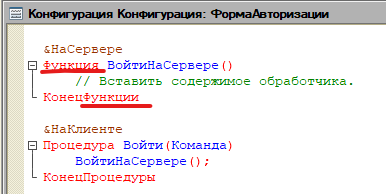 Конфигурация Конфигурация: ФормаАвторизации
&НаСервере
Функция ВойтиНаСервере()
// Вставить содержимое обработчика.
КонецФункции
&НаКлиенте
Процедура Войти(Команда)
ВойтиНаСервере();
КонецПроцедуры